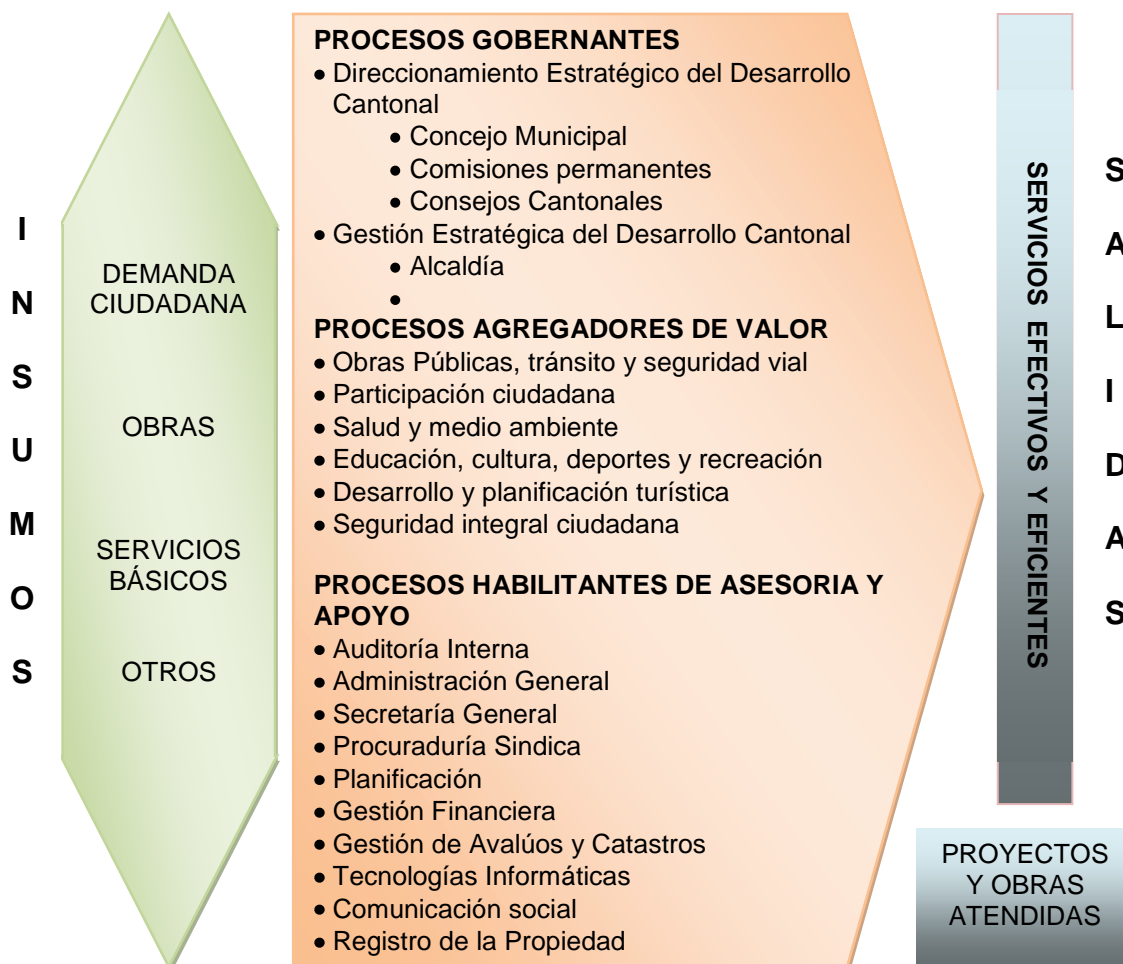 INSUMOS
DEMANDA
CIUDADANA
OBRAS
SERVICIOS
BÁSICOS
OTROS
PROCESOS GOBERNANTES
• Direccionamiento Estratégico del Desarrollo
Cantonal
• Concejo Municipal
• Comisiones permanentes
• Consejos Cantonales
• Gestión Estratégica del Desarrollo Cantonal
• Alcaldía
•
PROCESOS AGREGADORES DE VALOR
• Obras Públicas, tránsito y seguridad vial
• Participación ciudadana
• Salud y medio ambiente
• Educación, cultura, deportes y recreación
• Desarrollo y planificación turística
• Seguridad integral ciudadana
PROCESOS HABILITANTES DE ASESORIA Y
APOYO
• Auditoría Interna
• Administración General
• Secretaría General
• Procuraduría Sindica
• Planificación
• Gestión Financiera
• Gestión de Avalúos y Catastros
• Tecnologías Informáticas
• Comunicación social
• Registro de la Propiedad
SERVICIOS EFECTIVOS Y EFICIENTES
PROYECTOS
Y OBRAS
ATENDIDAS
SALIDAS